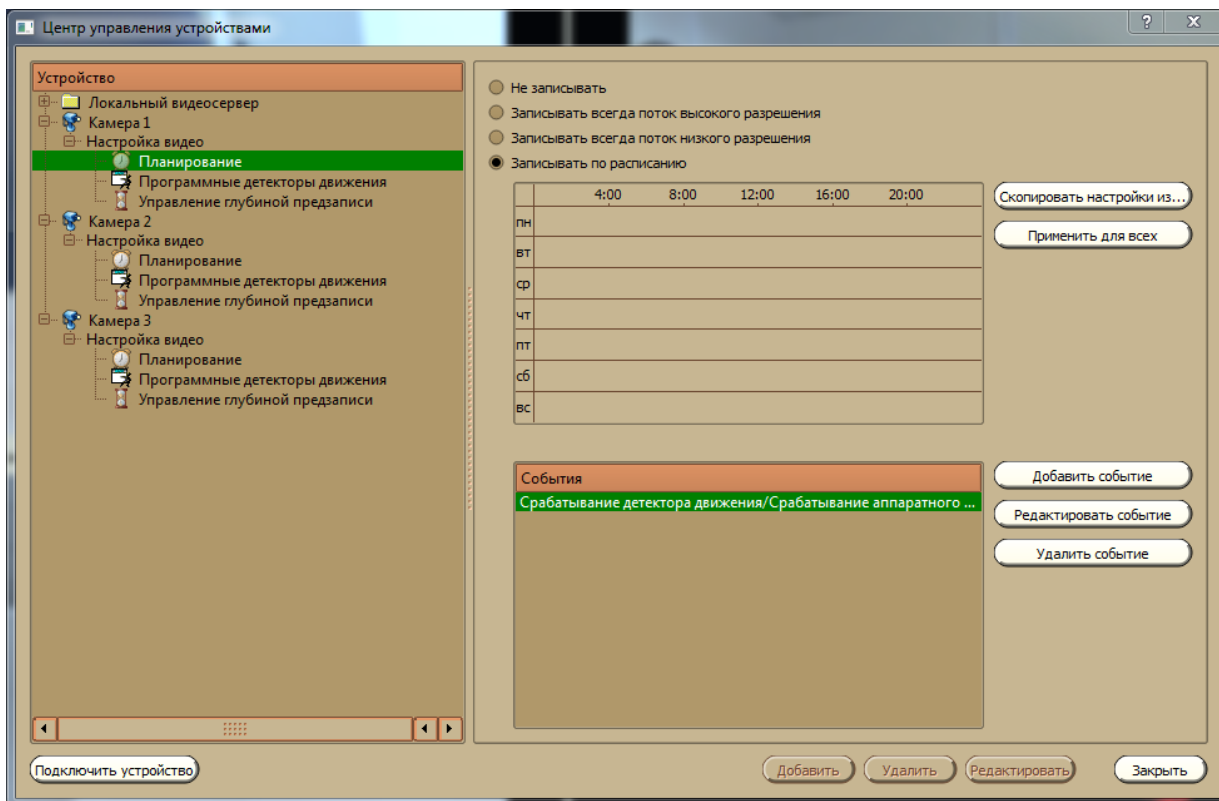 Центр управления устройствами
Устройство
Локальный видеосервер
Камера 1
Настройка видео
Планирование
Программные детекторы движения
Управление глубиной предзаписи
Камера 2
Настройка видео
Планирование
Программные детекторы движения
Управление глубиной предзаписи
Камера 3
Настройка видео
Планирование
Программные детекторы движения
Управление глубиной предзаписи
Не записывать
Записывать всегда поток высокого разрешения
Записывать всегда поток низкого разрешения
Записывать по расписанию
4:00 8:00 12:00 16:00 20:00
пн
вт
ср
чт
пт
сб
вс
Скопировать настройки из...
Применить для всех
События
Срабатывание детектора движения/Срабатывание аппаратного ...
Добавить событие
Редактировать событие
Удалить событие
Подключить устройство
Добавить
Удалить
Редактировать
Закрыть